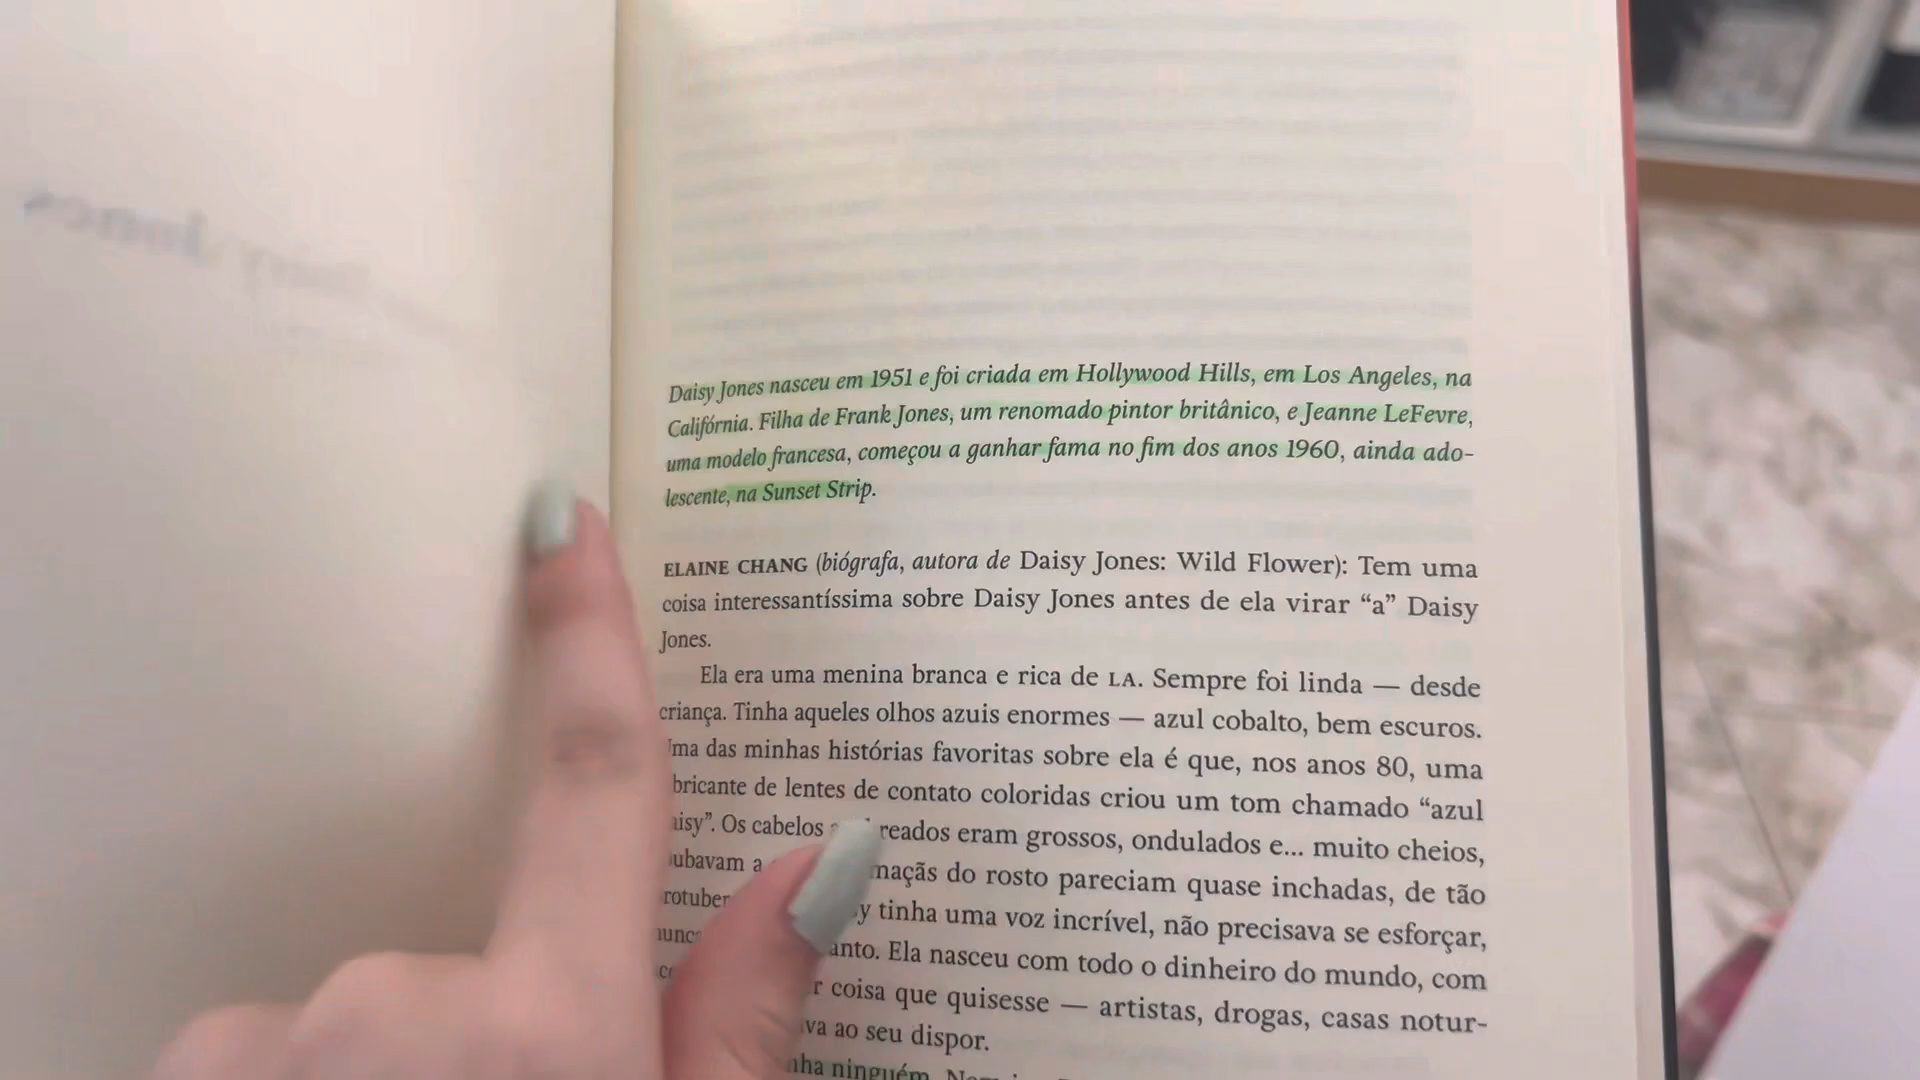 Daisy Jones nasceu em 1951 e foi criada em Hollywood Hills, em Los Angeles, na
Califórnia. Filha de Frank Jones, um renomado pintor britânico, e Jeanne LeFevre,
uma modelo francesa, começou a ganhar fama no fim dos anos 1960, ainda ado-
lescente, na Sunset Strip.
ELAINE CHANG (biógrafa, autora de Daisy Jones: Wild Flower): Tem uma
coisa interessantíssima sobre Daisy Jones antes de ela virar “a” Daisy
Jones.
Ela era uma menina branca e rica de LA. Sempre foi linda — desde
criança. Tinha aqueles olhos azuis enormes — azul cobalto, bem escuros.
das minhas histórias favoritas sobre ela é que, nos anos 80, uma
de lentes de contato coloridas criou um tom chamado “azul
Os cabelos eram grossos, ondulados e... muito cheios,
a do rosto pareciam quase inchadas, de tão
tinha uma voz incrível, não precisava se esforçar,
Ela nasceu com todo o dinheiro do mundo, com
coisa que quisesse — artistas, drogas, casas notur-
ao seu dispor.
ninguém.